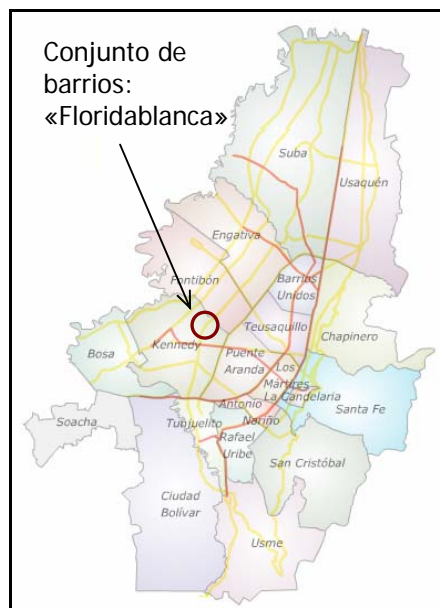 Conjunto de
barrios:
«Floridablanca»
Suba
Usaquén
Engativa
Fontibón
Barrios
Unidos
Teusaquillo
Chapinero
Bosa
Kennedy
Puente
Aranda
Los
Mártires
La Candelaria
Santa Fe
Antonio
Nariño
Soacha
Tunjuelito
Rafael
Uribe
San Cristóbal
Ciudad
Bolívar
Usme